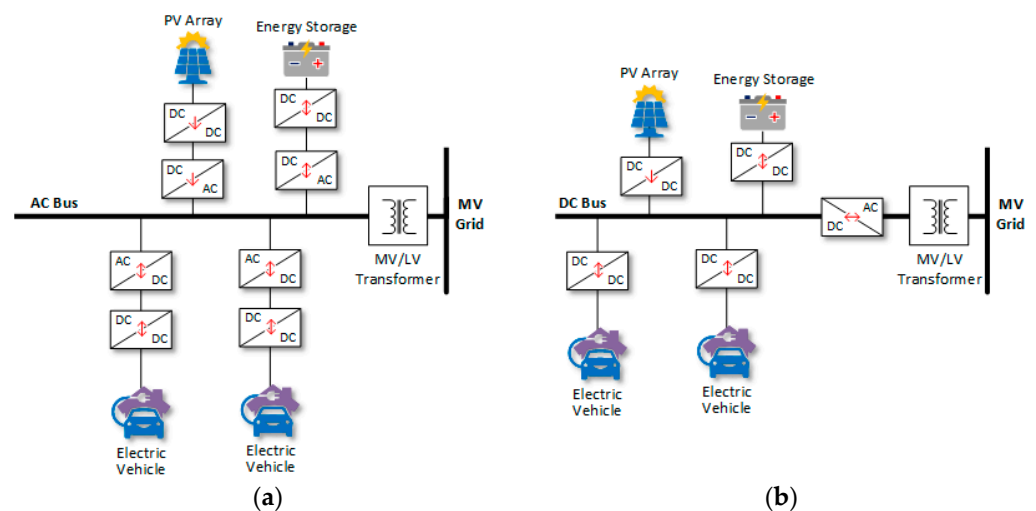 PV Array
Energy Storage
DC
DC
DC
DC
DC
AC
DC
AC
AC Bus
MV
Grid
MV/LV
Transformer
AC
DC
AC
DC
DC
DC
DC
DC
Electric
Vehicle
Electric
Vehicle
(a)
PV Array
Energy Storage
DC
DC
DC
DC
DC Bus
AC
DC
MV
Grid
MV/LV
Transformer
DC
DC
DC
DC
Electric
Vehicle
Electric
Vehicle
(b)